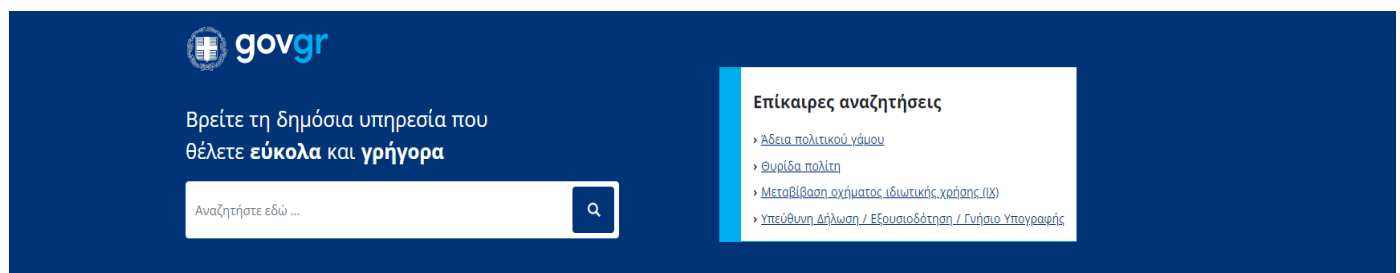 govgr
Βρείτε τη δημόσια υπηρεσία που
θέλετε εύκολα και γρήγορα
Αναζητήστε εδώ ...
Επίκαιρες αναζητήσεις
› Άδεια πολιτικού γάμου
› Θυρίδα πολίτη
› Μεταβίβαση οχήματος ιδιωτικής χρήσης (ΙΧ)
› Υπεύθυνη Δήλωση / Εξουσιοδότηση / Γνήσιο Υπογραφής